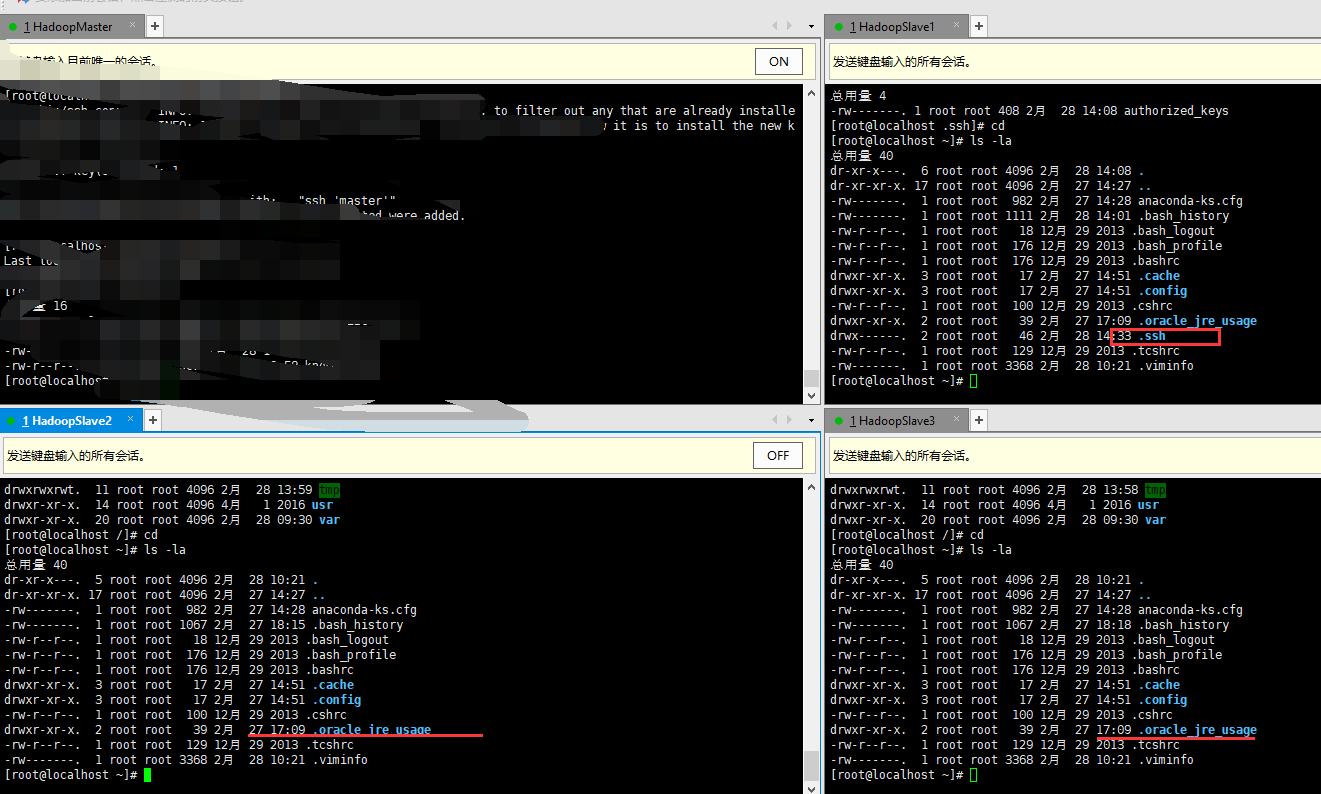 1 HadoopMaster × +
键盘输入目前唯一的会话。
ON
[root@localh
. to filter out any that are already installe
it is to install the new k
"ssh 'master'"
were added.
Last lo
16
-rw-
-rw-r--r--.
[root@localhost
1 HadoopSlave1 × +
发送键盘输入的所有会话。
总用量 4
-rw-------. 1 root root 408 2月 28 14:08 authorized_keys
[root@localhost .ssh]# cd
[root@localhost ~]# ls -la
总用量 40
dr-xr-x---. 6 root root 4096 2月 28 14:08 .
dr-xr-xr-x. 17 root root 4096 2月 27 14:27 ..
-rw-------. 1 root root 982 2月 27 14:28 anaconda-ks.cfg
-rw-------. 1 root root 1111 2月 28 14:01 .bash_history
-rw-r--r--. 1 root root 18 12月 29 2013 .bash_logout
-rw-r--r--. 1 root root 176 12月 29 2013 .bash_profile
-rw-r--r--. 1 root root 176 12月 29 2013 .bashrc
drwxr-xr-x. 3 root root 17 2月 27 14:51 .cache
drwxr-xr-x. 3 root root 17 2月 27 14:51 .config
-rw-r--r--. 1 root root 100 12月 29 2013 .cshrc
drwxr-xr-x. 2 root root 39 2月 27 17:09 .oracle_jre_usage
drwx------. 2 root root 46 2月 28 14:33 .ssh
-rw-r--r--. 1 root root 129 12月 29 2013 .tcshrc
-rw-------. 1 root root 3368 2月 28 10:21 .viminfo
[root@localhost ~]#
1 HadoopSlave2 × +
发送键盘输入的所有会话。
OFF
drwxrwxrwt. 11 root root 4096 2月 28 13:59 tmp
drwxr-xr-x. 14 root root 4096 4月 1 2016 usr
drwxr-xr-x. 20 root root 4096 2月 28 09:30 var
[root@localhost /]# cd
[root@localhost ~]# ls -la
总用量 40
dr-xr-x---. 5 root root 4096 2月 28 10:21 .
dr-xr-xr-x. 17 root root 4096 2月 27 14:27 ..
-rw-------. 1 root root 982 2月 27 14:28 anaconda-ks.cfg
-rw-------. 1 root root 1067 2月 27 18:15 .bash_history
-rw-r--r--. 1 root root 18 12月 29 2013 .bash_logout
-rw-r--r--. 1 root root 176 12月 29 2013 .bash_profile
-rw-r--r--. 1 root root 176 12月 29 2013 .bashrc
drwxr-xr-x. 3 root root 17 2月 27 14:51 .cache
drwxr-xr-x. 3 root root 17 2月 27 14:51 .config
-rw-r--r--. 1 root root 100 12月 29 2013 .cshrc
drwxr-xr-x. 2 root root 39 2月 27 17:09 .oracle_jre_usage
-rw-r--r--. 1 root root 129 12月 29 2013 .tcshrc
-rw-------. 1 root root 3368 2月 28 10:21 .viminfo
[root@localhost ~]#
1 HadoopSlave3 × +
发送键盘输入的所有会话。
drwxrwxrwt. 11 root root 4096 2月 28 13:58 tmp
drwxr-xr-x. 14 root root 4096 4月 1 2016 usr
drwxr-xr-x. 20 root root 4096 2月 28 09:30 var
[root@localhost /]# cd
[root@localhost ~]# ls -la
总用量 40
dr-xr-x---. 5 root root 4096 2月 28 10:21 .
dr-xr-xr-x. 17 root root 4096 2月 27 14:27 ..
-rw-------. 1 root root 982 2月 27 14:28 anaconda-ks.cfg
-rw-------. 1 root root 1067 2月 27 18:18 .bash_history
-rw-r--r--. 1 root root 18 12月 29 2013 .bash_logout
-rw-r--r--. 1 root root 176 12月 29 2013 .bash_profile
-rw-r--r--. 1 root root 176 12月 29 2013 .bashrc
drwxr-xr-x. 3 root root 17 2月 27 14:51 .cache
drwxr-xr-x. 3 root root 17 2月 27 14:51 .config
-rw-r--r--. 1 root root 100 12月 29 2013 .cshrc
drwxr-xr-x. 2 root root 39 2月 27 17:09 .oracle_jre_usage
-rw-r--r--. 1 root root 129 12月 29 2013 .tcshrc
-rw-------. 1 root root 3368 2月 28 10:21 .viminfo
[root@localhost ~]#